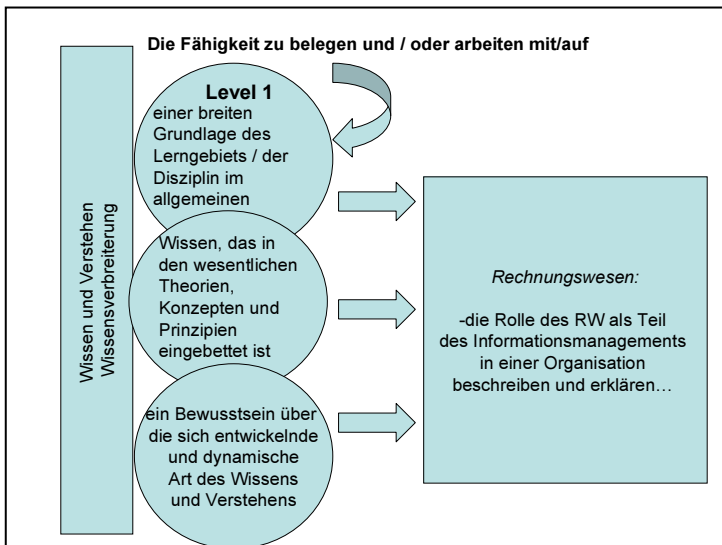 Die Fähigkeit zu belegen und / oder arbeiten mit/auf
Wissen und Verstehen
Wissensverbreiterung
Level 1
einer breiten
Grundlage des
Lerngebiets / der
Disziplin im
allgemeinen
Wissen, das in
den wesentlichen
Theorien,
Konzepten und
Prinzipien
eingebettet ist
ein Bewusstsein über
die sich entwickelnde
und dynamische
Art des Wissens
und Verstehens
Rechnungswesen:
-die Rolle des RW als Teil
des Informationsmanagements
in einer Organisation
beschreiben und erklären…